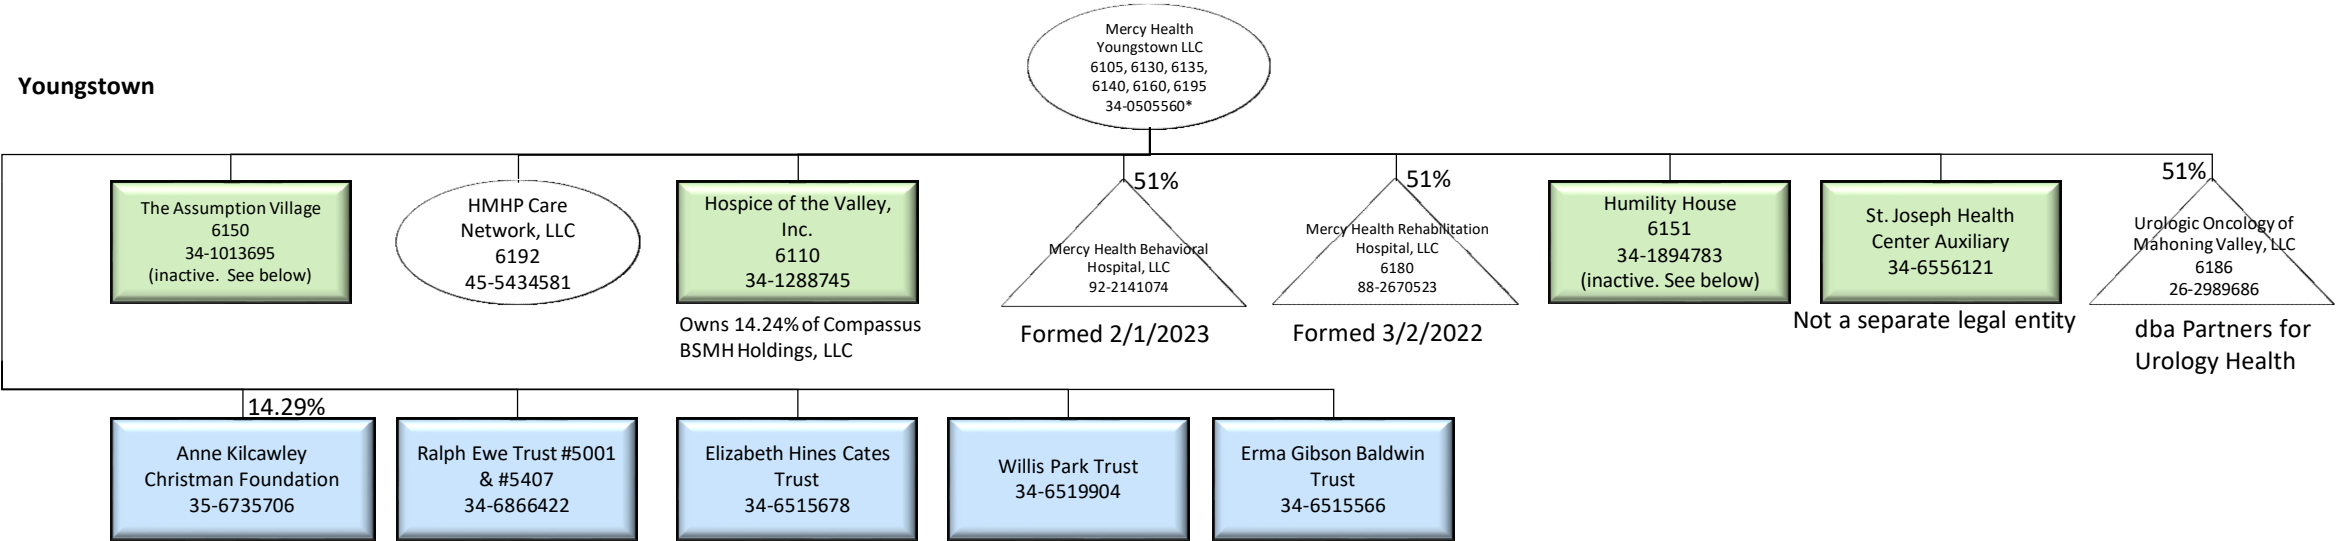 Mercy Health
Youngstown LLC
6105, 6130, 6135,
6140, 6160, 6195
34-0505560*
Youngstown
The Assumption Village
6150
34-1013695
(inactive. See below)
HMHP Care
Network, LLC
6192
45-5434581
Hospice of the Valley,
Inc.
6110
34-1288745
Owns 14.24% of Compassus
BSMH Holdings, LLC
51%
Mercy Health Behavioral
Hospital, LLC
92-2141074
Formed 2/1/2023
51%
Mercy Health Rehabilitation
Hospital, LLC
6180
88-2670523
Formed 3/2/2022
Humility House
6151
34-1894783
(inactive. See below)
St. Joseph Health
Center Auxiliary
34-6556121
Not a separate legal entity
51%
Urologic Oncology of
Mahoning Valley, LLC
6186
26-2989686
dba Partners for
Urology Health
14.29%
Anne Kilcawley
Christman Foundation
35-6735706
Ralph Ewe Trust #5001
& #5407
34-6866422
Elizabeth Hines Cates
Trust
34-6515678
Willis Park Trust
34-6519904
Erma Gibson Baldwin
Trust
34-6515566